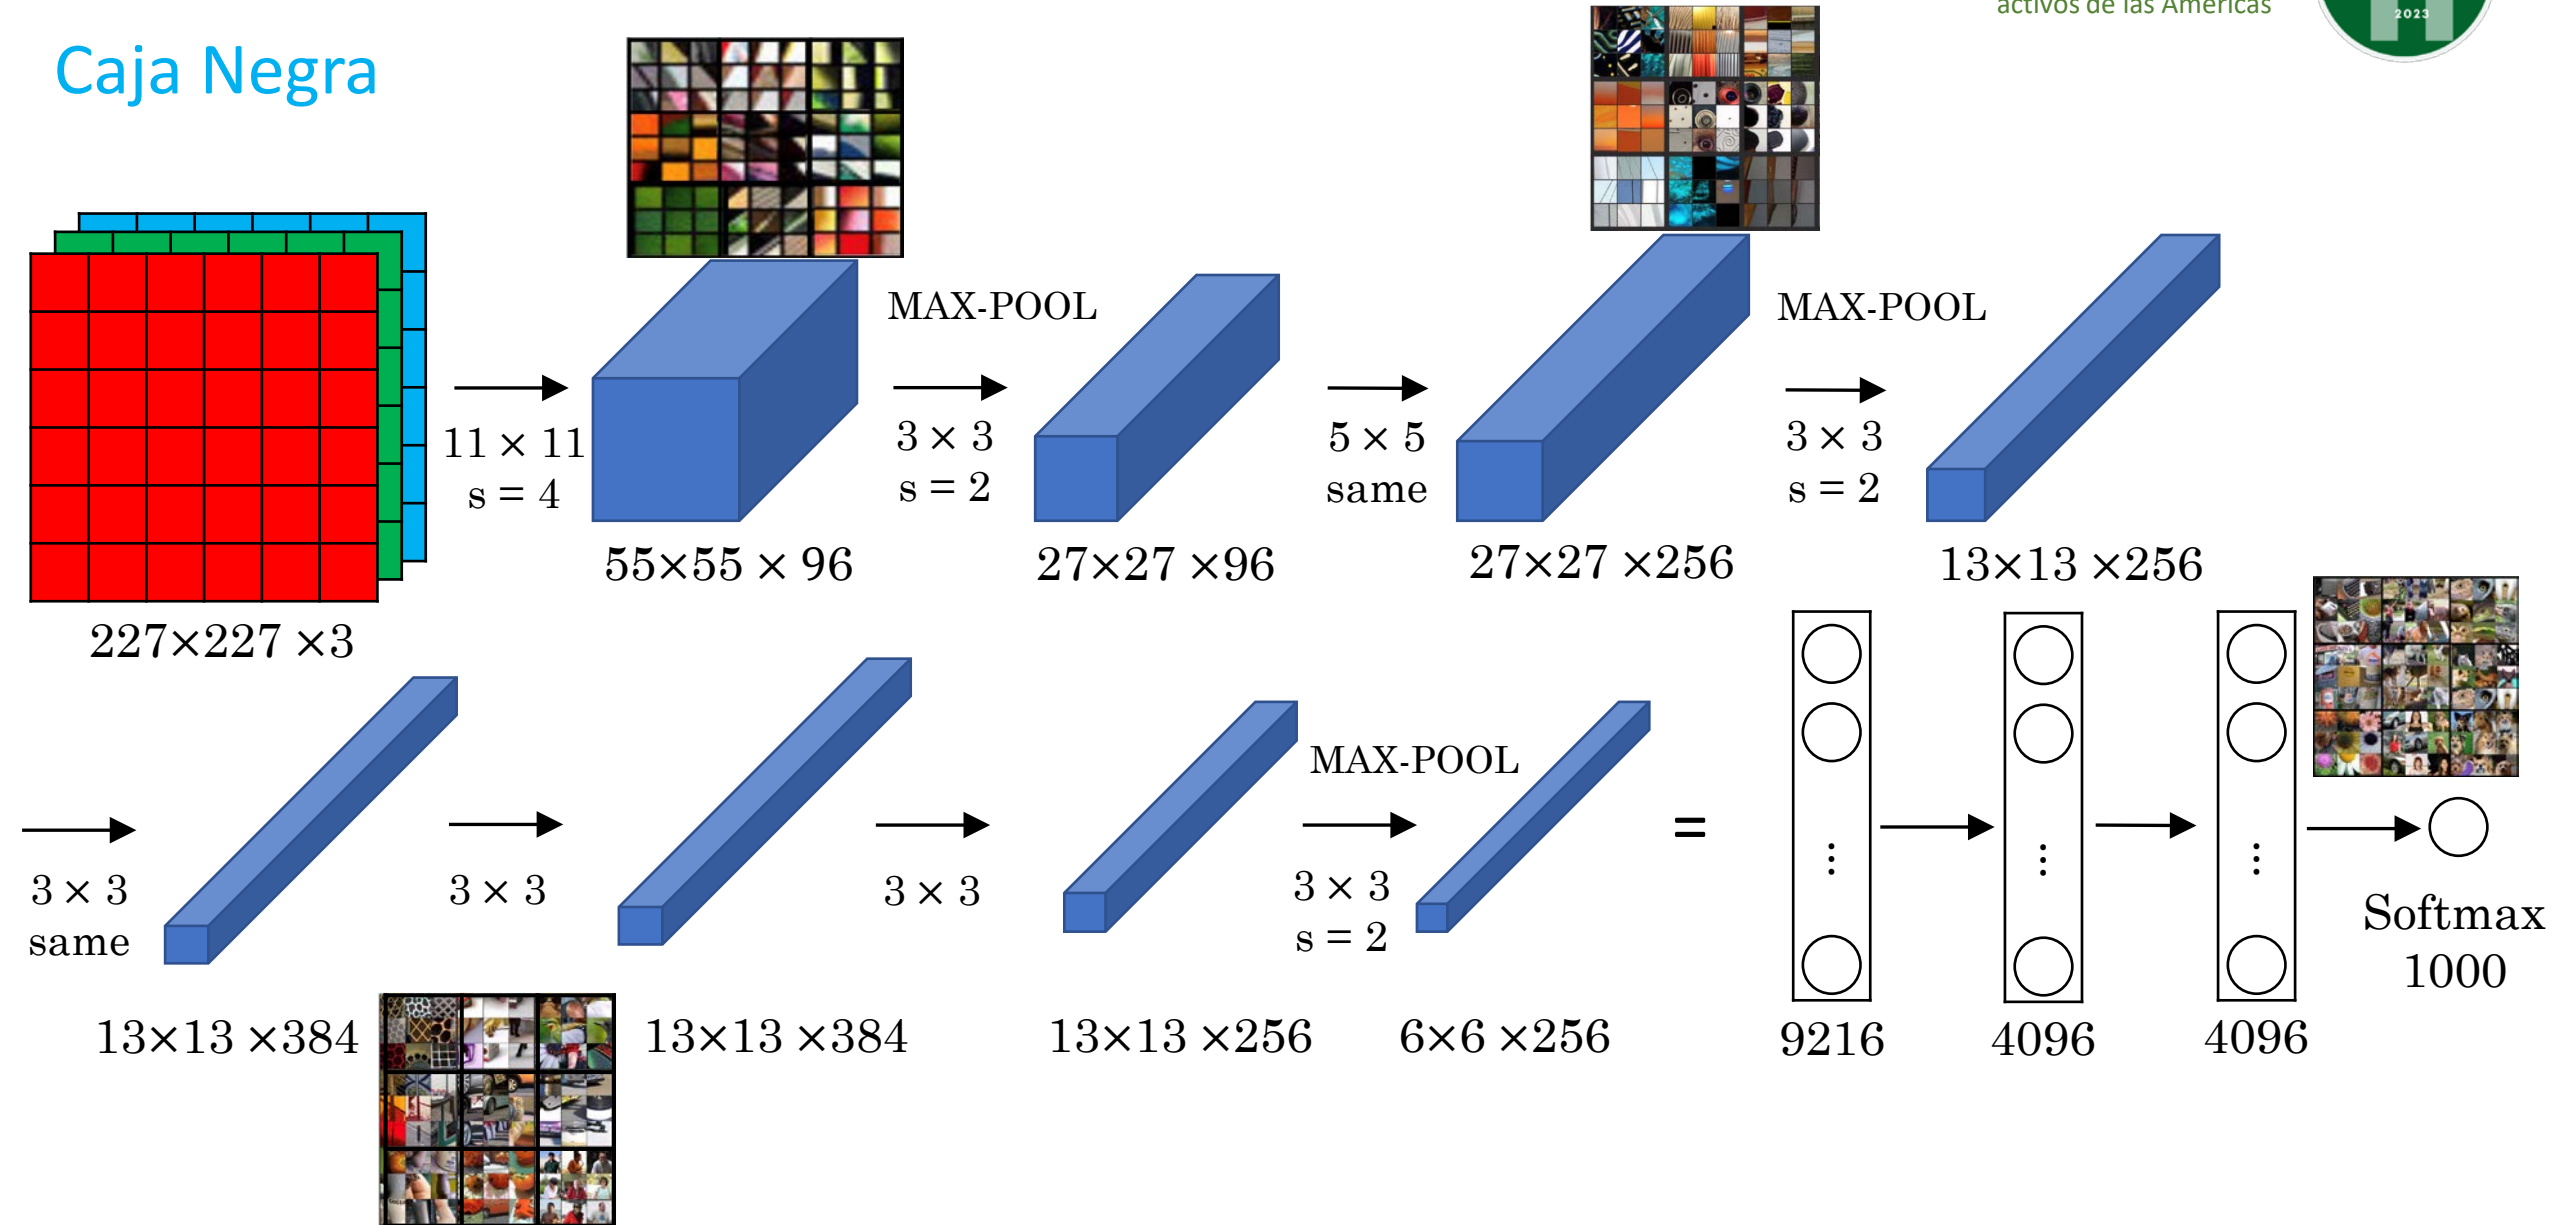 activos de las Américas
2023
Caja Negra
MAX-POOL
MAX-POOL
11 × 11
s = 4
3 × 3
s = 2
5 × 5
same
3 × 3
s = 2
55×55 × 96
27×27 ×96
27×27 ×256
13×13 ×256
227×227 ×3
MAX-POOL
3 × 3
same
3 × 3
3 × 3
3 × 3
s = 2
=
⋮
⋮
⋮
Softmax
1000
13×13 ×384
13×13 ×384
13×13 ×256
6×6 ×256
9216
4096
4096